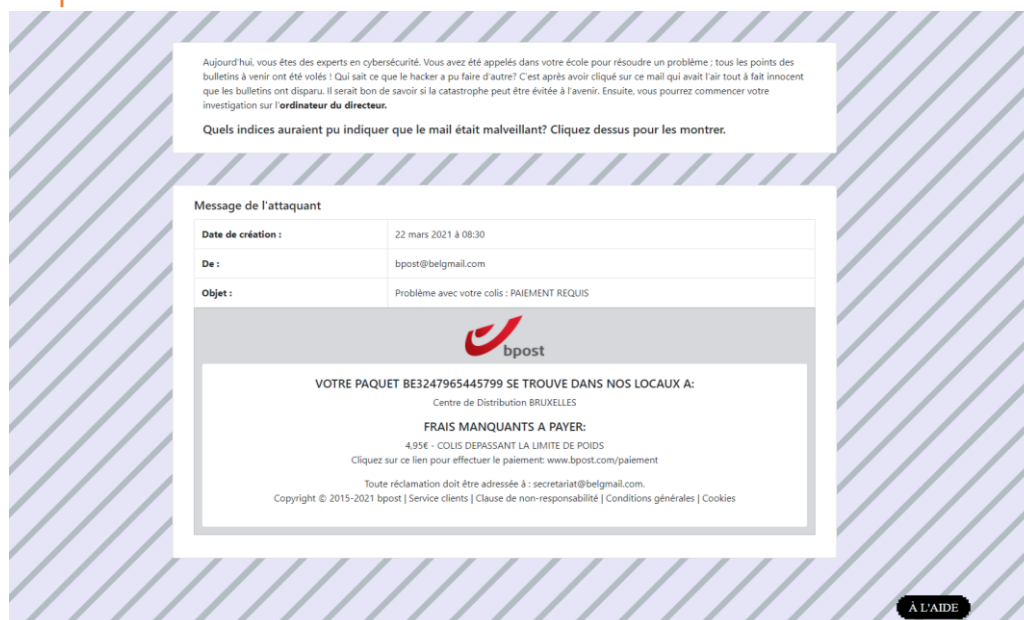 Aujourd'hui, vous êtes des experts en cybersécurité. Vous avez été appelés dans votre école pour résoudre un problème ; tous les points des
bulletins à venir ont été volés ! Qui sait ce que le hacker a pu faire d'autre? C'est après avoir cliqué sur ce mail qui avait l'air tout à fait innocent
que les bulletins ont disparu. Il serait bon de savoir si la catastrophe peut être évitée à l'avenir. Ensuite, vous pourrez commencer votre
investigation sur l'ordinateur du directeur.
Quels indices auraient pu indiquer que le mail était malveillant? Cliquez dessus pour les montrer.
Message de l'attaquant
Date de création : 22 mars 2021 à 08:30
De : bpost@belgmail.com
Objet : Problème avec votre colis : PAIEMENT REQUIS
bpost
VOTRE PAQUET BE3247965445799 SE TROUVE DANS NOS LOCAUX A:
Centre de Distribution BRUXELLES
FRAIS MANQUANTS A PAYER:
4,95€ - COLIS DEPASSANT LA LIMITE DE POIDS
Cliquez sur ce lien pour effectuer le paiement: www.bpost.com/paiement
Toute réclamation doit être adressée à : secretariat@belgmail.com.
Copyright © 2015-2021 bpost | Service clients | Clause de non-responsabilité | Conditions générales | Cookies
À L'AIDE